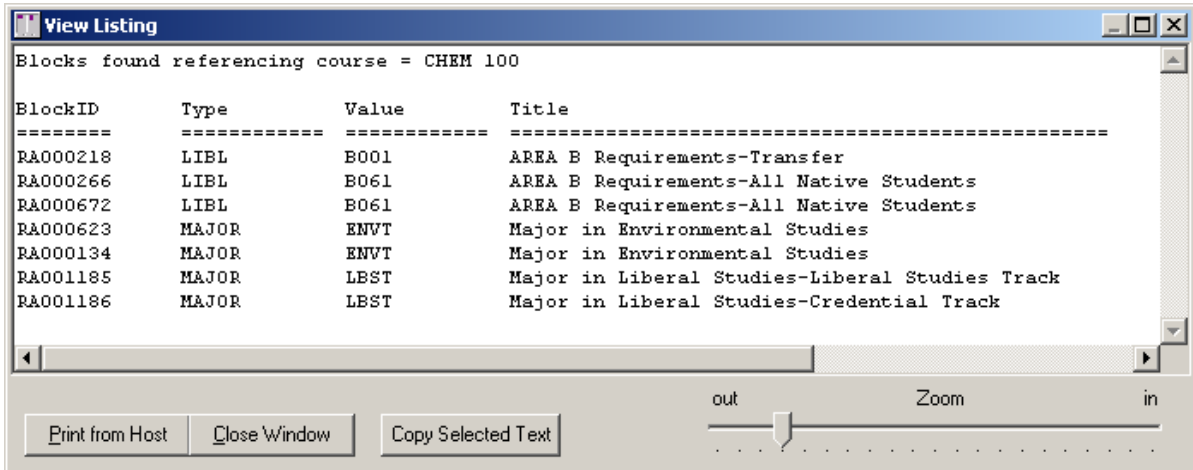 View Listing
Blocks found referencing course = CHEM 100
BlockID Type Value Title
======== ============ ============ ==================================================
RA000218 LIBL B001 AREA B Requirements-Transfer
RA000266 LIBL B061 AREA B Requirements-All Native Students
RA000672 LIBL B061 AREA B Requirements-All Native Students
RA000623 MAJOR ENVT Major in Environmental Studies
RA000134 MAJOR ENVT Major in Environmental Studies
RA001185 MAJOR LBST Major in Liberal Studies-Liberal Studies Track
RA001186 MAJOR LBST Major in Liberal Studies-Credential Track
out Zoom in
Print from Host Close Window Copy Selected Text